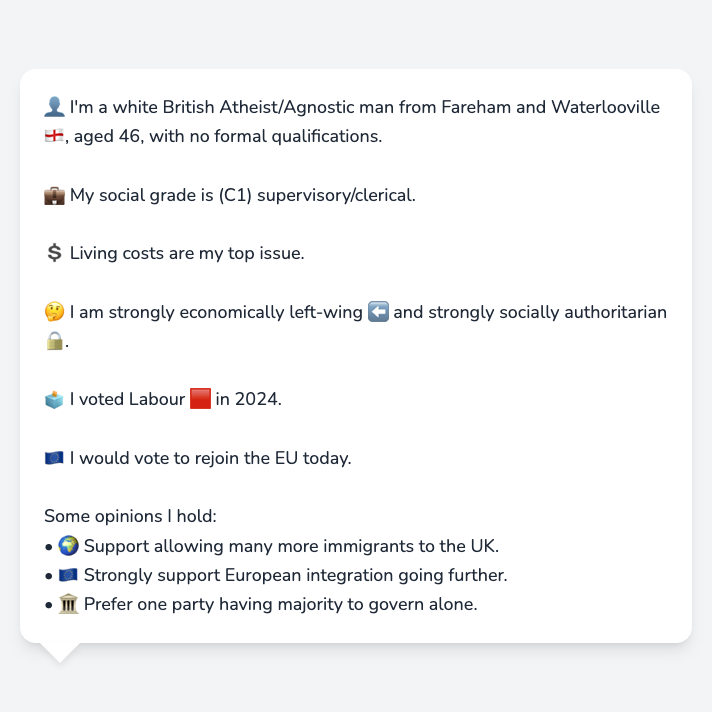 👤 I'm a white British Atheist/Agnostic man from Fareham and Waterlooville
🏴󠁧󠁢󠁥󠁮󠁧󠁿, aged 46, with no formal qualifications.
💼 My social grade is (C1) supervisory/clerical.
💲 Living costs are my top issue.
🤔 I am strongly economically left-wing ⬅️ and strongly socially authoritarian
🔒.
🗳️ I voted Labour 🟥 in 2024.
🇪🇺 I would vote to rejoin the EU today.
Some opinions I hold:
• 🌍 Support allowing many more immigrants to the UK.
• 🇪🇺 Strongly support European integration going further.
• 🏛️ Prefer one party having majority to govern alone.